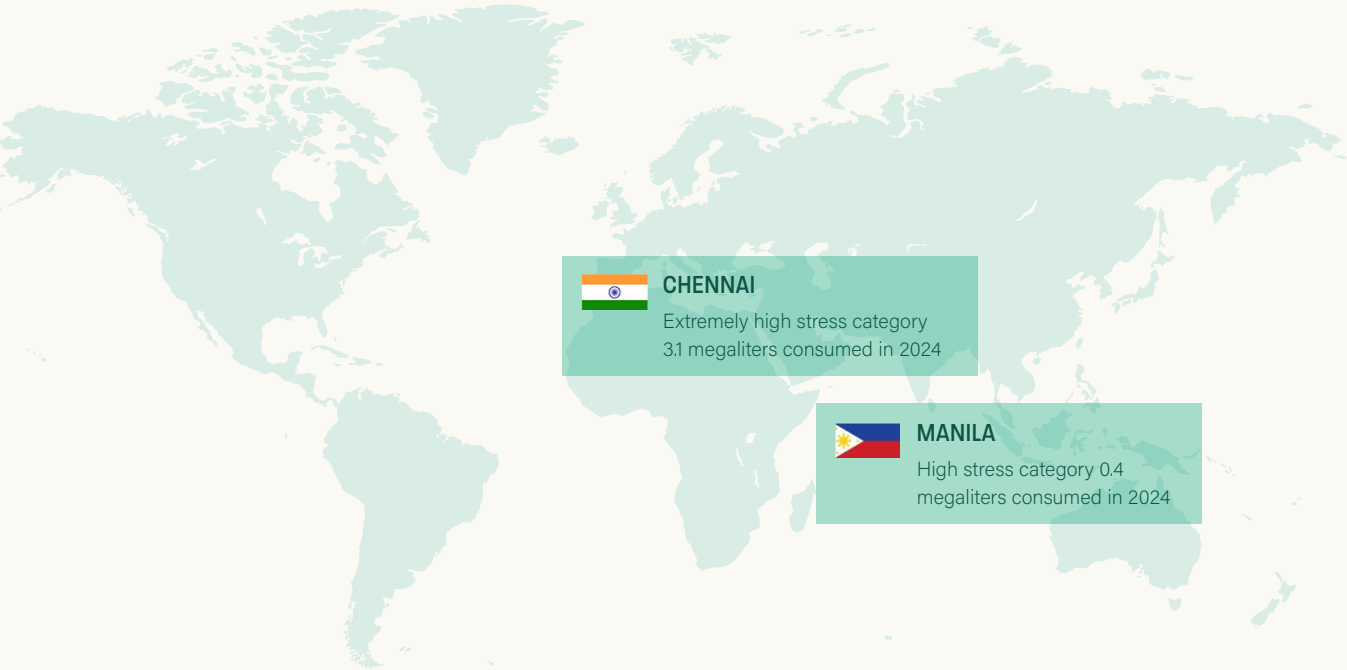 CHENNAI
Extremely high stress category
3.1 megaliters consumed in 2024
MANILA
High stress category 0.4
megaliters consumed in 2024